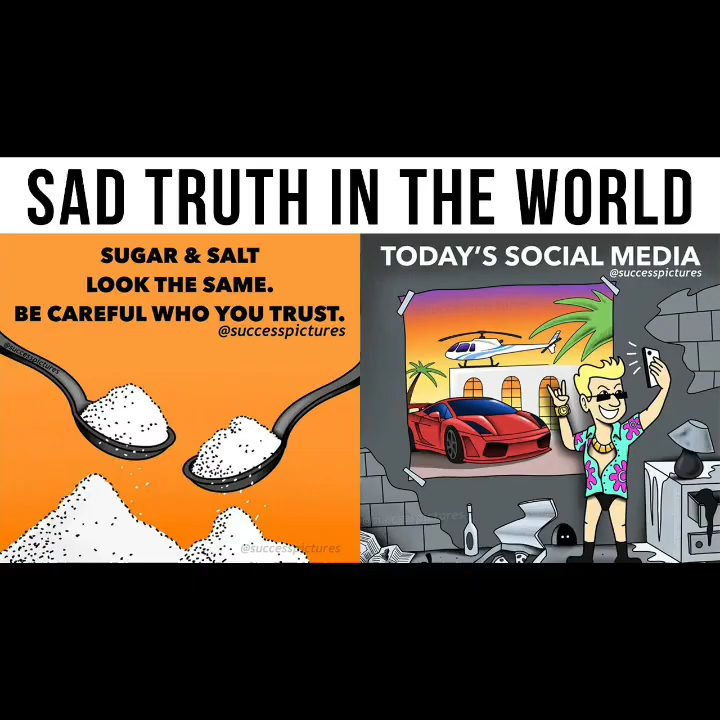 SAD TRUTH IN THE WORLD
SUGAR & SALT
LOOK THE SAME.
BE CAREFUL WHO YOU TRUST.
@successpictures
@successpictures
@successpictures
TODAY'S SOCIAL MEDIA
@successpictures